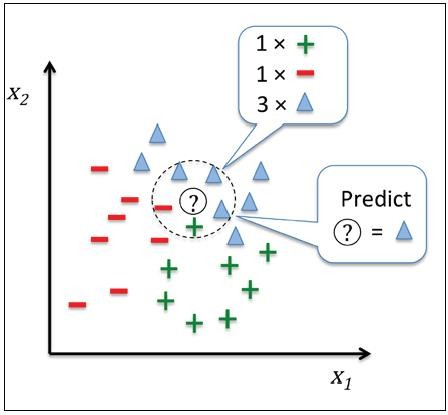 1 × +
1 × −
3 × ▲
x2
?
Predict
? = ▲
x1